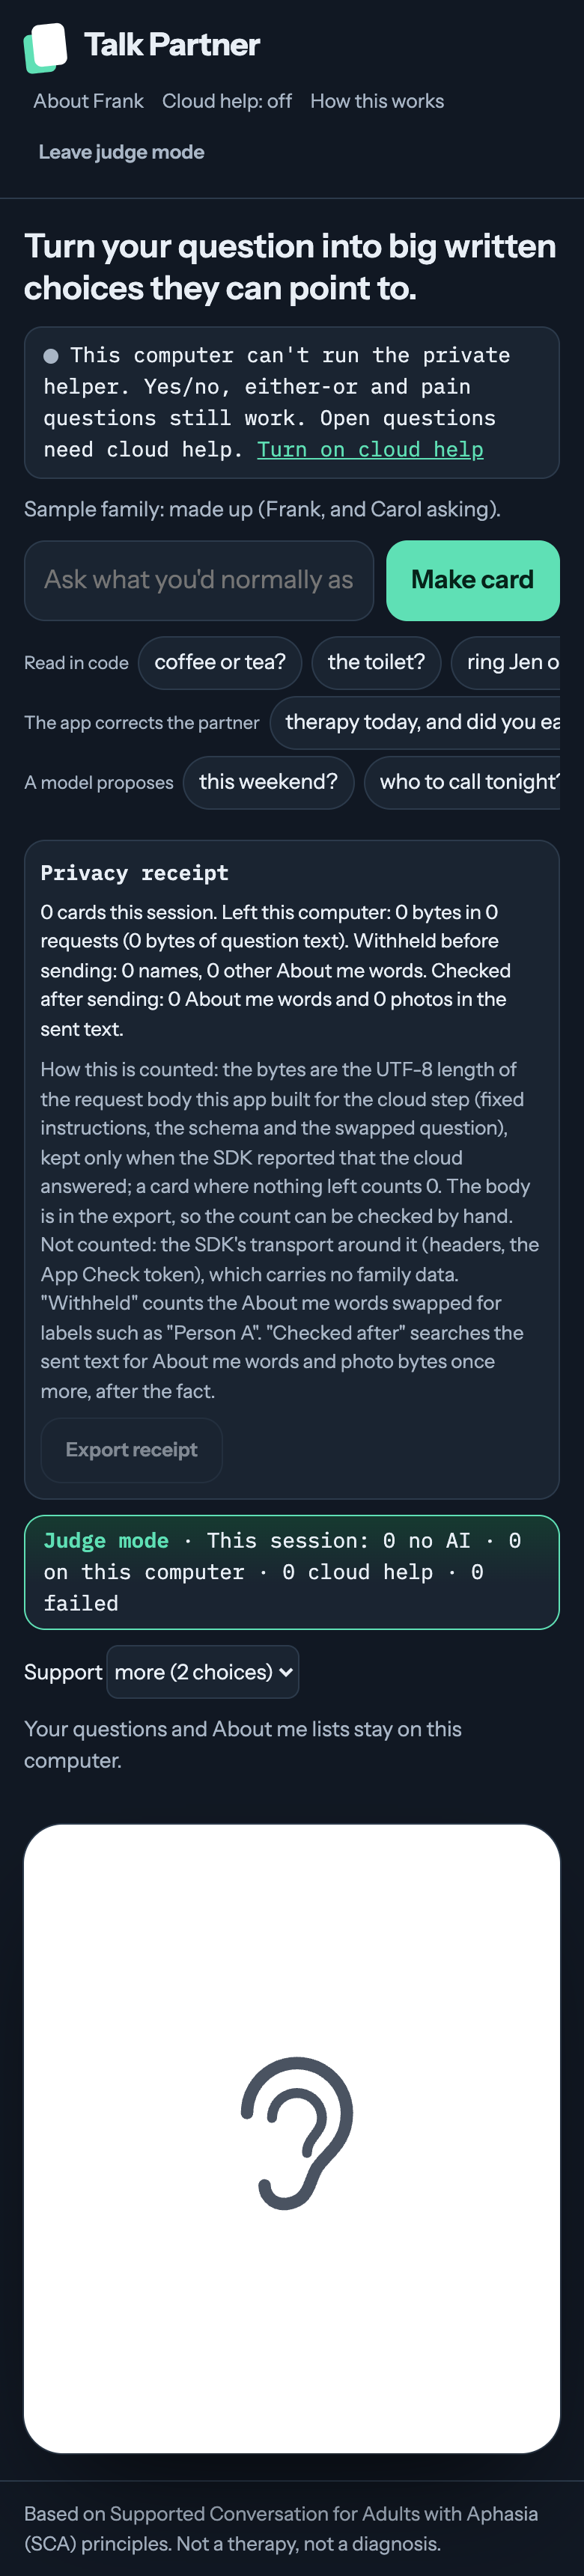 Talk Partner
About Frank Cloud help: off How this works
Leave judge mode
Turn your question into big written
choices they can point to.
This computer can't run the private
helper. Yes/no, either-or and pain
questions still work. Open questions
need cloud help. Turn on cloud help
Sample family: made up (Frank, and Carol asking).
Ask what you'd normally as Make card
Read in code coffee or tea? the toilet? ring Jen o
The app corrects the partner therapy today, and did you ea
A model proposes this weekend? who to call tonight?
Privacy receipt
0 cards this session. Left this computer: 0 bytes in 0
requests (0 bytes of question text). Withheld before
sending: 0 names, 0 other About me words. Checked
after sending: 0 About me words and 0 photos in the
sent text.
How this is counted: the bytes are the UTF-8 length of
the request body this app built for the cloud step (fixed
instructions, the schema and the swapped question),
kept only when the SDK reported that the cloud
answered; a card where nothing left counts 0. The body
is in the export, so the count can be checked by hand.
Not counted: the SDK's transport around it (headers, the
App Check token), which carries no family data.
"Withheld" counts the About me words swapped for
labels such as "Person A". "Checked after" searches the
sent text for About me words and photo bytes once
more, after the fact.
Export receipt
Judge mode · This session: 0 no AI · 0
on this computer · 0 cloud help · 0
failed
Support more (2 choices)
Your questions and About me lists stay on this
computer.
Based on Supported Conversation for Adults with Aphasia
(SCA) principles. Not a therapy, not a diagnosis.